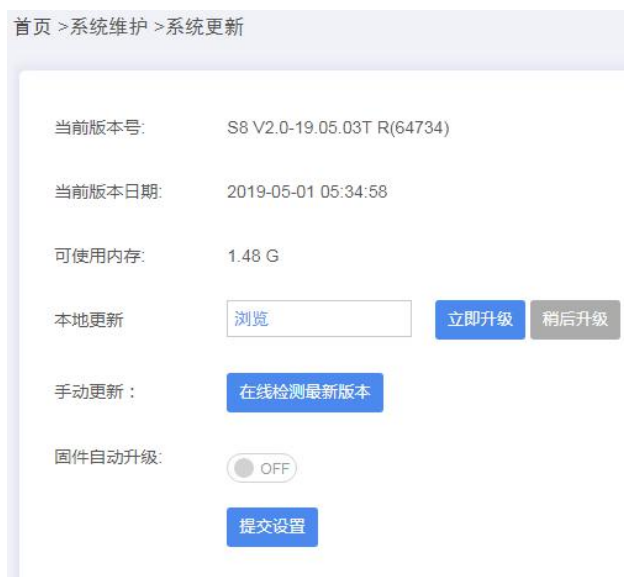 首页 >系统维护 >系统更新
当前版本号: S8 V2.0-19.05.03T R(64734)
当前版本日期: 2019-05-01 05:34:58
可使用内存: 1.48 G
本地更新 浏览 立即升级 稍后升级
手动更新： 在线检测最新版本
固件自动升级: OFF
提交设置